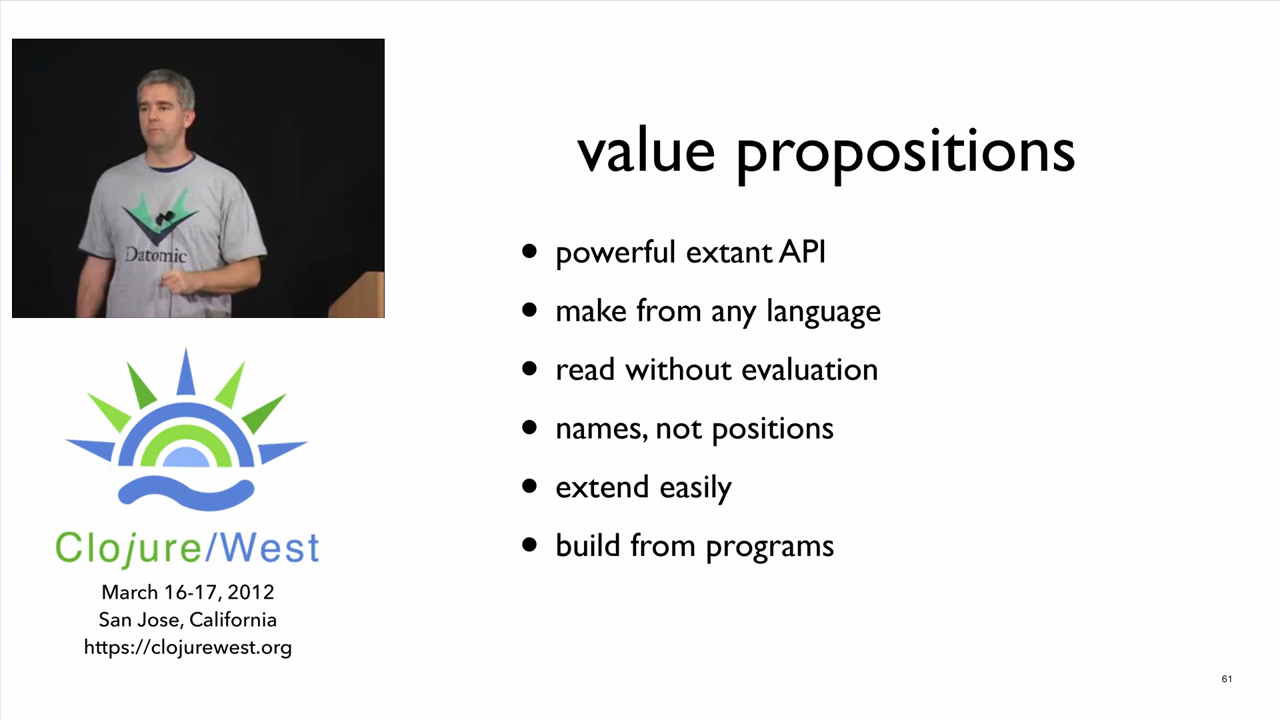 Datomic
value propositions
• powerful extant API
• make from any language
• read without evaluation
• names, not positions
• extend easily
• build from programs
Clojure/West
March 16-17, 2012
San Jose, California
https://clojurewest.org
61